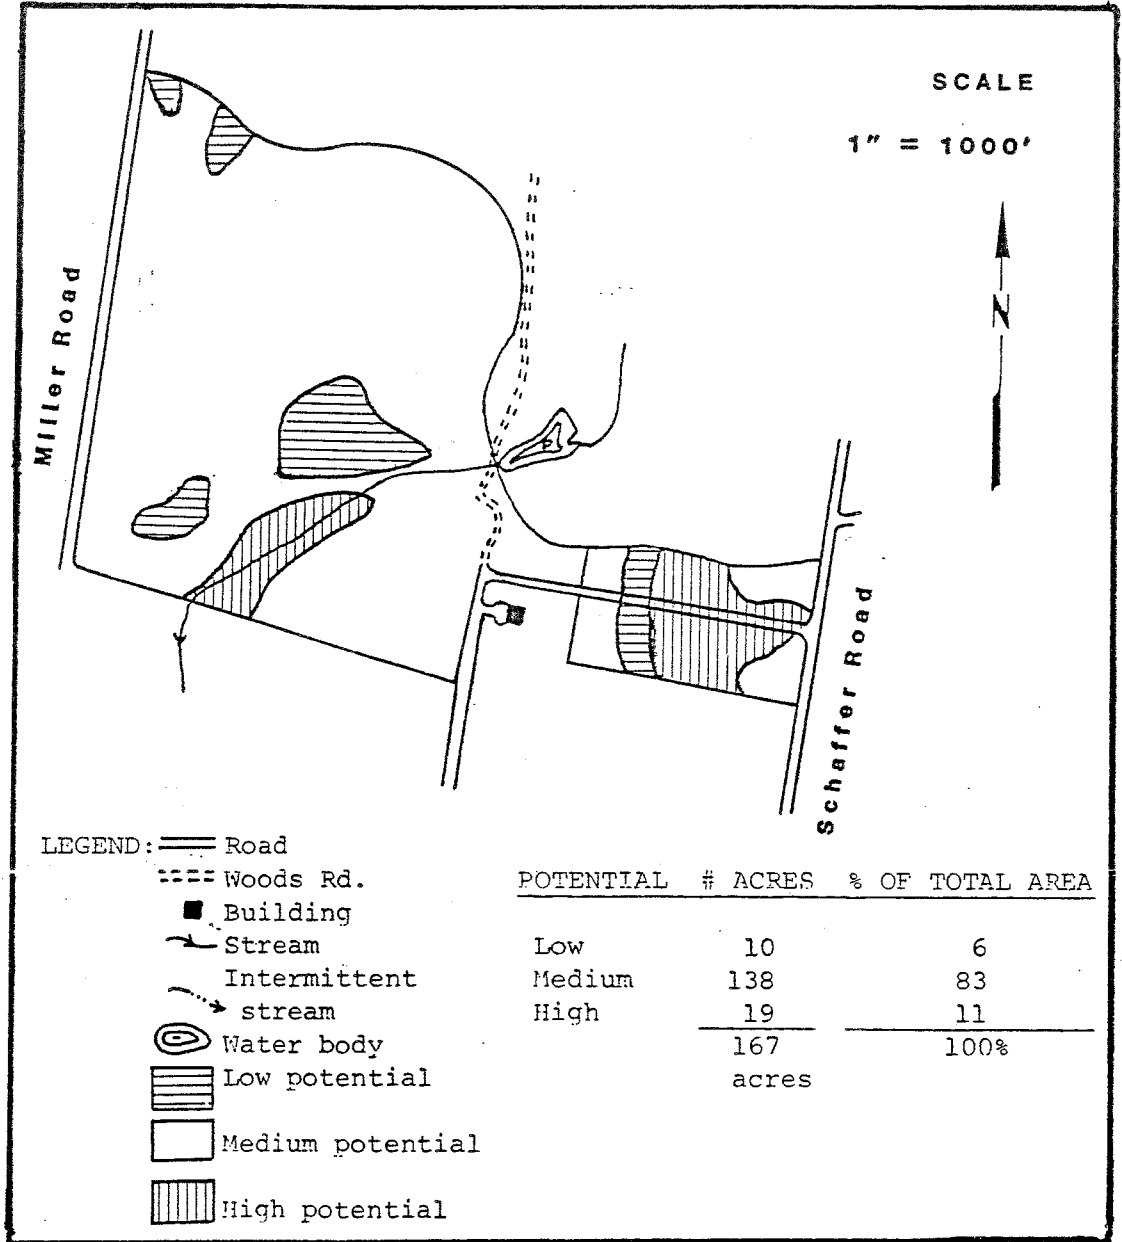 SCALE
1" = 1000'
N
Miller Road
P
Schaffer Road
LEGEND:
Road
Woods Rd.
Building
Stream
Intermittent
stream
Water body
Low potential
Medium potential
High potential
POTENTIAL # ACRES % OF TOTAL AREA
Low 10 6
Medium 138 83
High 19 11
167 100%
acres